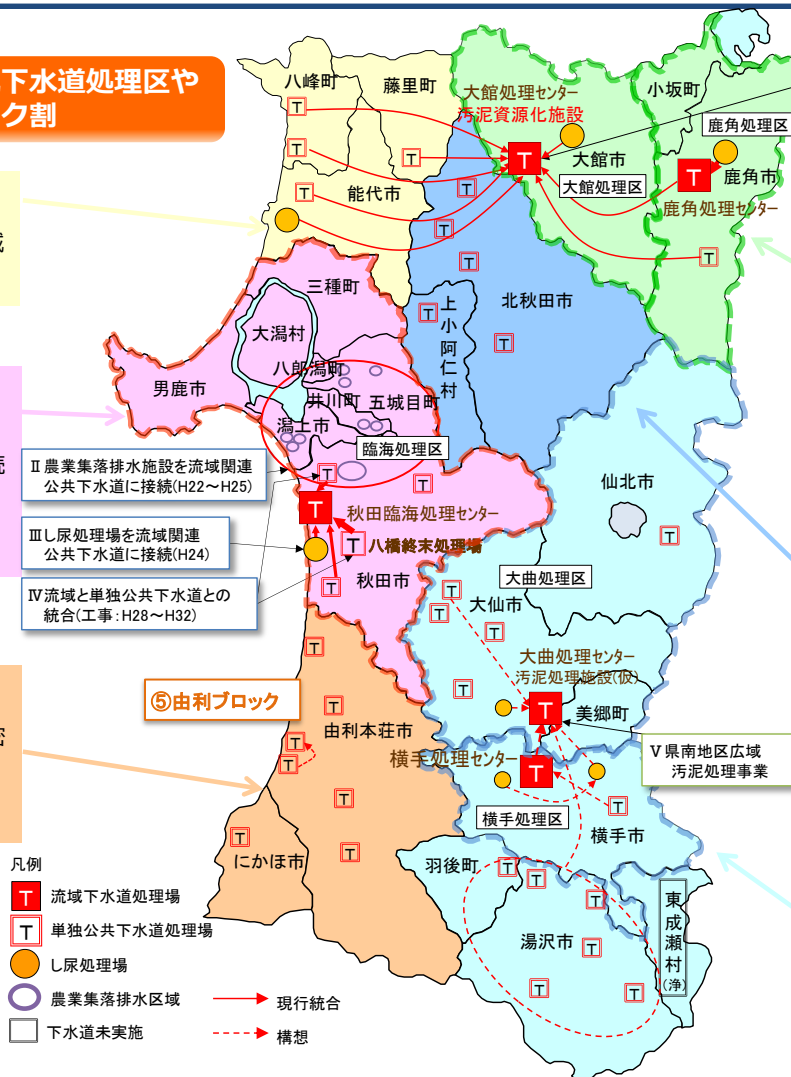 下水道処理区や
ク割
八峰町
藤里町
大館処理センター
汚泥資源化施設
小坂町
鹿角処理区
T
T
T
T
大館市
大館処理区
T
鹿角市
鹿角処理センター
能代市
T
T
T
T
T
三種町
北秋田市
上小阿仁村
T
T
大潟村
八郎潟町
男鹿市
井川町
五城目町
潟上市
臨海処理区
Ⅱ農業集落排水施設を流域関連
公共下水道に接続(H22～H25)
T
T
仙北市
T
秋田臨海処理センター
Ⅲし尿処理場を流域関連
公共下水道に接続(H24)
T
八橋終末処理場
T
Ⅳ流域と単独公共下水道との
統合(工事:H28～H32)
T
秋田市
大曲処理区
T
T
大仙市
T
T
大曲処理センター
汚泥処理施設(仮)
T
⑤由利ブロック
T
T
美郷町
由利本荘市
T
T
横手処理センター
T
Ⅴ県南地区広域
汚泥処理事業
T
横手処理区
T
横手市
T
にかほ市
T
羽後町
T
T
T
湯沢市
T
T
T
東成瀬村
(浄)
凡例
T
流域下水道処理場
T
単独公共下水道処理場
し尿処理場
農業集落排水区域
現行統合
下水道未実施
構想